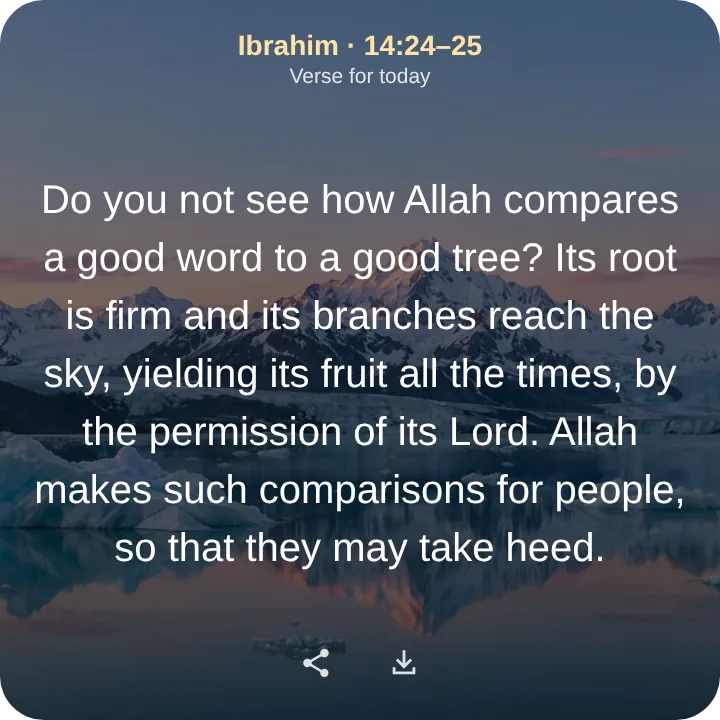 Ibrahim · 14:24–25
Verse for today
Do you not see how Allah compares
a good word to a good tree? Its root
is firm and its branches reach the
sky, yielding its fruit all the times, by
the permission of its Lord. Allah
makes such comparisons for people,
so that they may take heed.